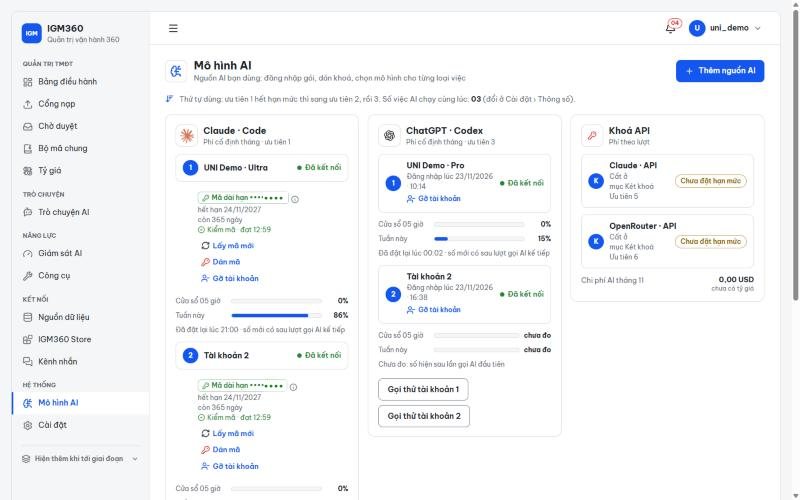 IGM
IGM360
Quản trị vận hành 360
QUẢN TRỊ TMĐT
Bảng điều hành
Cổng nạp
Chờ duyệt
Bộ mã chung
Tỷ giá
TRÒ CHUYỆN
Trò chuyện AI
NĂNG LỰC
Giám sát AI
Công cụ
KẾT NỐI
Nguồn dữ liệu
IGM360 Store
Kênh nhắn
HỆ THỐNG
Mô hình AI
Cài đặt
Hiện thêm khi tới giai đoạn
04
U
uni_demo
Mô hình AI
Nguồn AI bạn dùng: đăng nhập gói, dán khoá, chọn mô hình cho từng loại việc
+ Thêm nguồn AI
Thứ tự dùng: ưu tiên 1 hết hạn mức thì sang ưu tiên 2, rồi 3. Số việc AI chạy cùng lúc: 03 (đổi ở Cài đặt › Thông số).
Claude · Code
Phí cố định tháng · ưu tiên 1
1
UNI Demo · Ultra
Đã kết nối
Mã dài hạn ••••••••
hết hạn 24/11/2027
còn 365 ngày
Kiểm mã · đạt 12:59
Lấy mã mới
Dán mã
Gỡ tài khoản
Cửa sổ 05 giờ
0%
Tuần này
86%
Đã đặt lại lúc 21:00 · số mới có sau lượt gọi AI kế tiếp
2
Tài khoản 2
Đã kết nối
Mã dài hạn ••••••••
hết hạn 24/11/2027
còn 365 ngày
Kiểm mã · đạt 12:59
Lấy mã mới
Dán mã
Gỡ tài khoản
Cửa sổ 05 giờ
0%
ChatGPT · Codex
Phí cố định tháng · ưu tiên 3
1
UNI Demo · Pro
Đăng nhập lúc 23/11/2026
· 10:14
Đã kết nối
Gỡ tài khoản
Cửa sổ 05 giờ
0%
Tuần này
15%
Đã đặt lại lúc 00:02 · số mới có sau lượt gọi AI kế tiếp
2
Tài khoản 2
Đăng nhập lúc 23/11/2026
· 16:38
Đã kết nối
Gỡ tài khoản
Cửa sổ 05 giờ
chưa đo
Tuần này
chưa đo
Chưa đo: số hiện sau lần gọi AI đầu tiên
Gọi thử tài khoản 1
Gọi thử tài khoản 2
Khoá API
Phí theo lượt
K
Claude · API
Cất ở
mục Két khoá
Ưu tiên 5
Chưa đặt hạn mức
K
OpenRouter · API
Cất ở
mục Két khoá
Ưu tiên 6
Chưa đặt hạn mức
Chi phí AI tháng 11
0,00 USD
chưa có tỷ giá